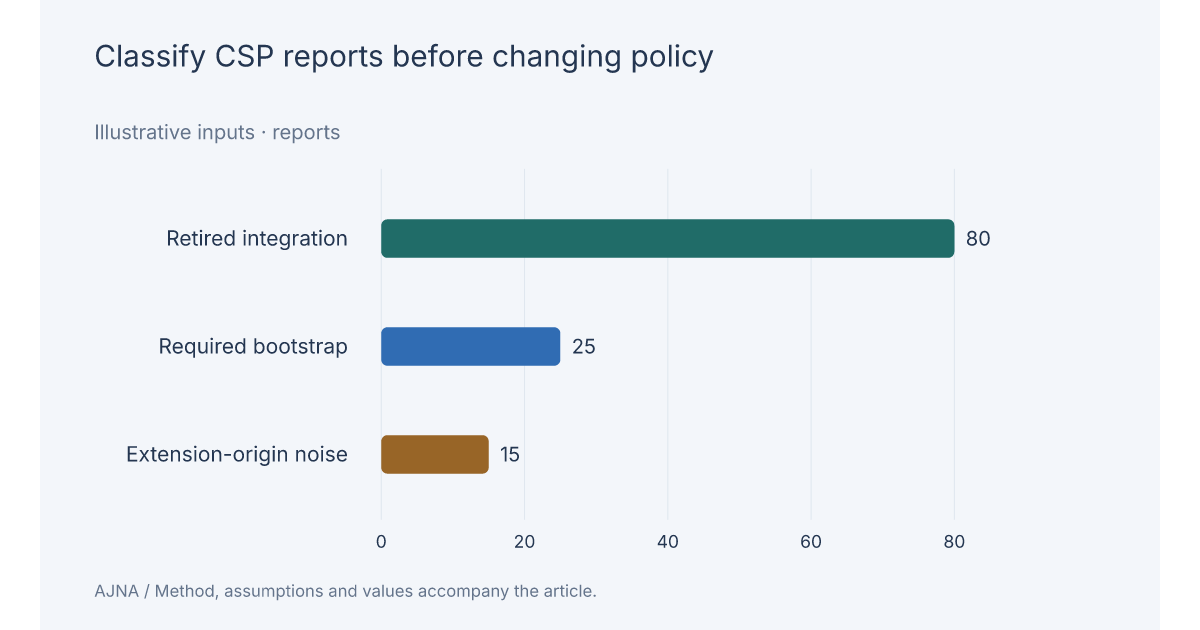 Classify CSP reports before changing policy
Illustrative inputs · reports
Retired integration 80
Required bootstrap 25
Extension-origin noise 15
0 20 40 60 80
AJNA / Method, assumptions and values accompany the article.